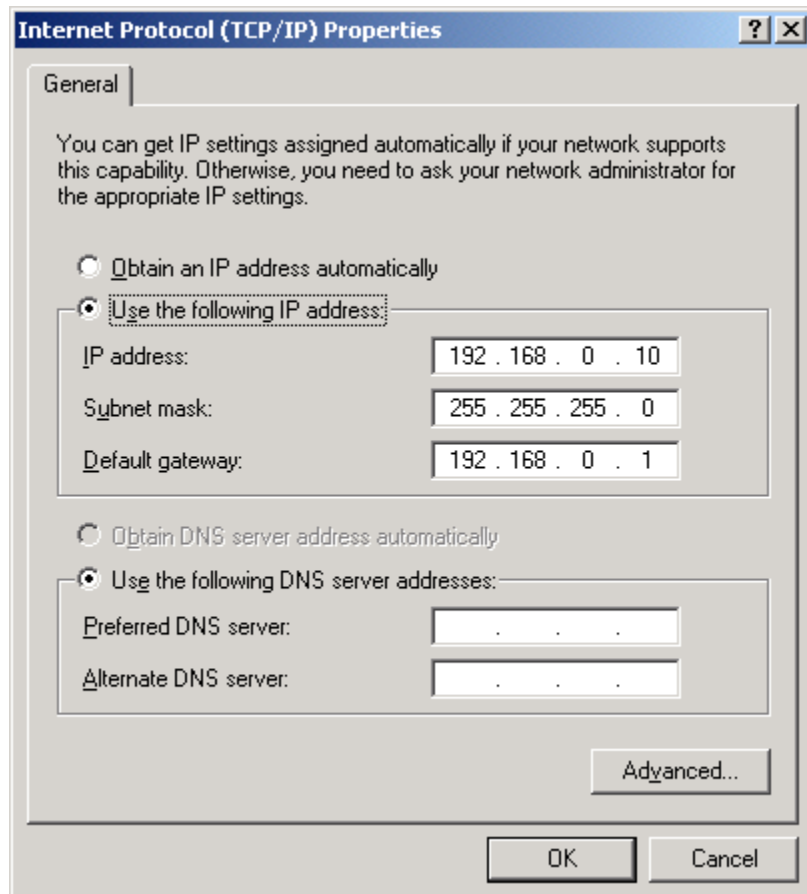 Internet Protocol (TCP/IP) Properties
General
You can get IP settings assigned automatically if your network supports
this capability. Otherwise, you need to ask your network administrator for
the appropriate IP settings.
Obtain an IP address automatically
Use the following IP address:
IP address: 192 . 168 . 0 . 10
Subnet mask: 255 . 255 . 255 . 0
Default gateway: 192 . 168 . 0 . 1
Obtain DNS server address automatically
Use the following DNS server addresses:
Preferred DNS server: . . .
Alternate DNS server: . . .
Advanced...
OK Cancel